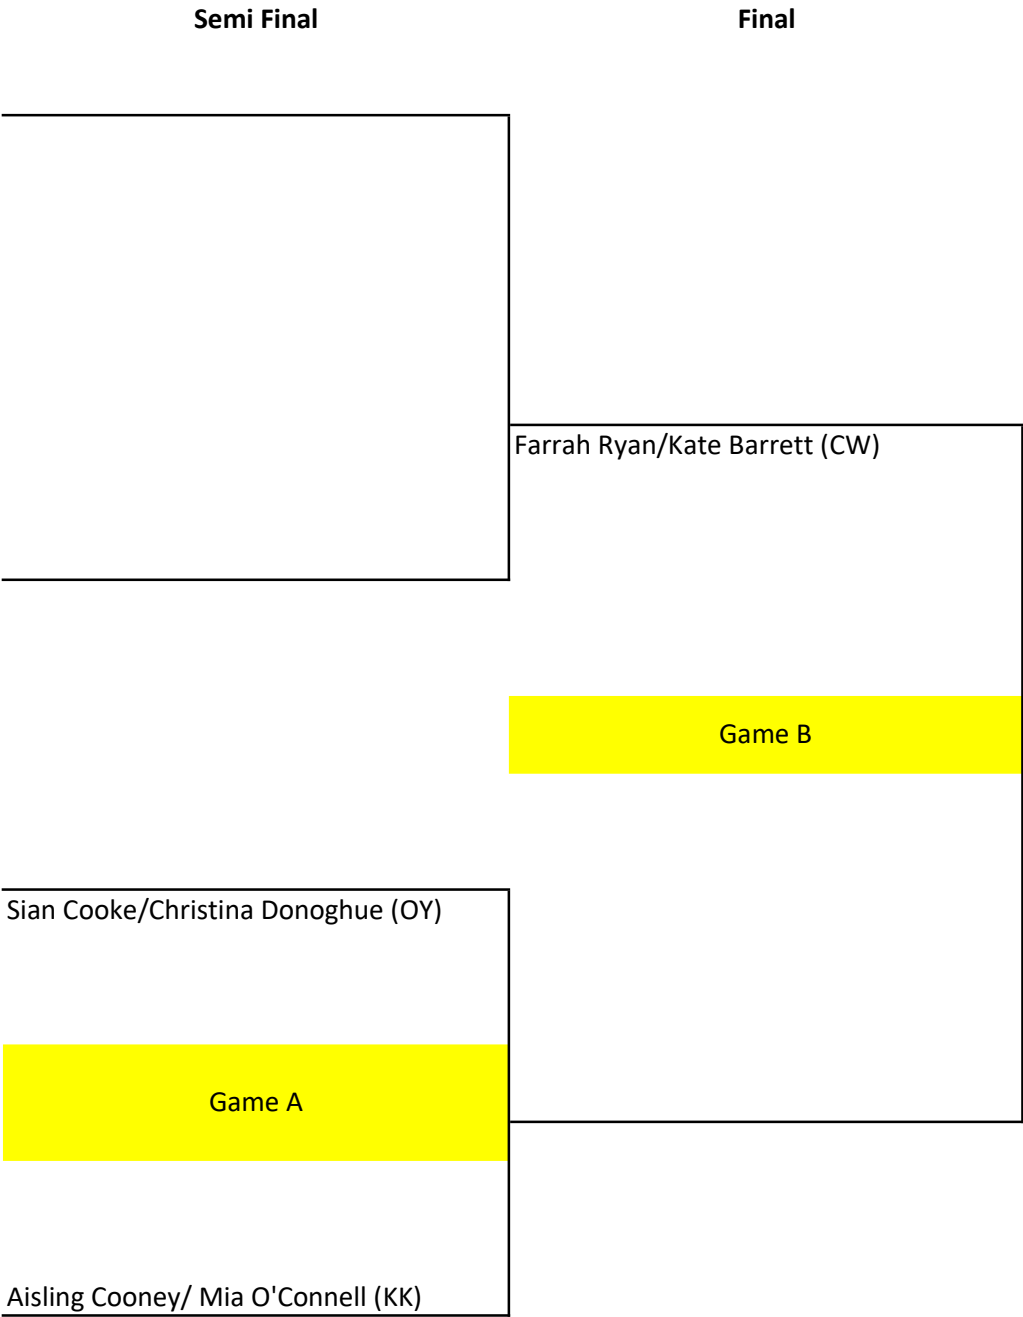 Semi Final
Final
Farrah Ryan/Kate Barrett (CW)
Game B
Sian Cooke/Christina Donoghue (OY)
Game A
Aisling Cooney/ Mia O'Connell (KK)